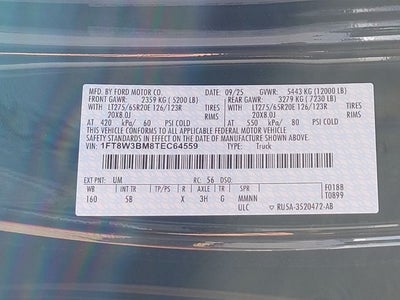 MFD. BY FORD MOTOR CO. DATE: 09/25 GVWR: 5443 KG (12000 LB)
FRONT GAWR: 2359 KG (5200 LB) REAR GAWR: 3279 KG (7230 LB)
WITH LT275/65R20E 126/123R TIRES WITH LT275/65R20E 126/123R TIRES
20X8.0J RIMS 20X8.0J RIMS
AT 420 kPa/ 60 PSI COLD AT 550 kPa/ 80 PSI COLD
THIS VEHICLE CONFORMS TO ALL APPLICABLE FEDERAL MOTOR VEHICLE
SAFETY STANDARDS IN EFFECT ON THE DATE OF MANUFACTURE SHOWN ABOVE.
VIN: 1FT8W3BM8TEC64559 TYPE: Truck
EXT PNT: UM RC: 56 DSO:
WB INT TR TP/PS R AXLE TR SPR F0188
160 5B X 3H G MMNN T0899
ULC ▽ RU5A-3520472-AB